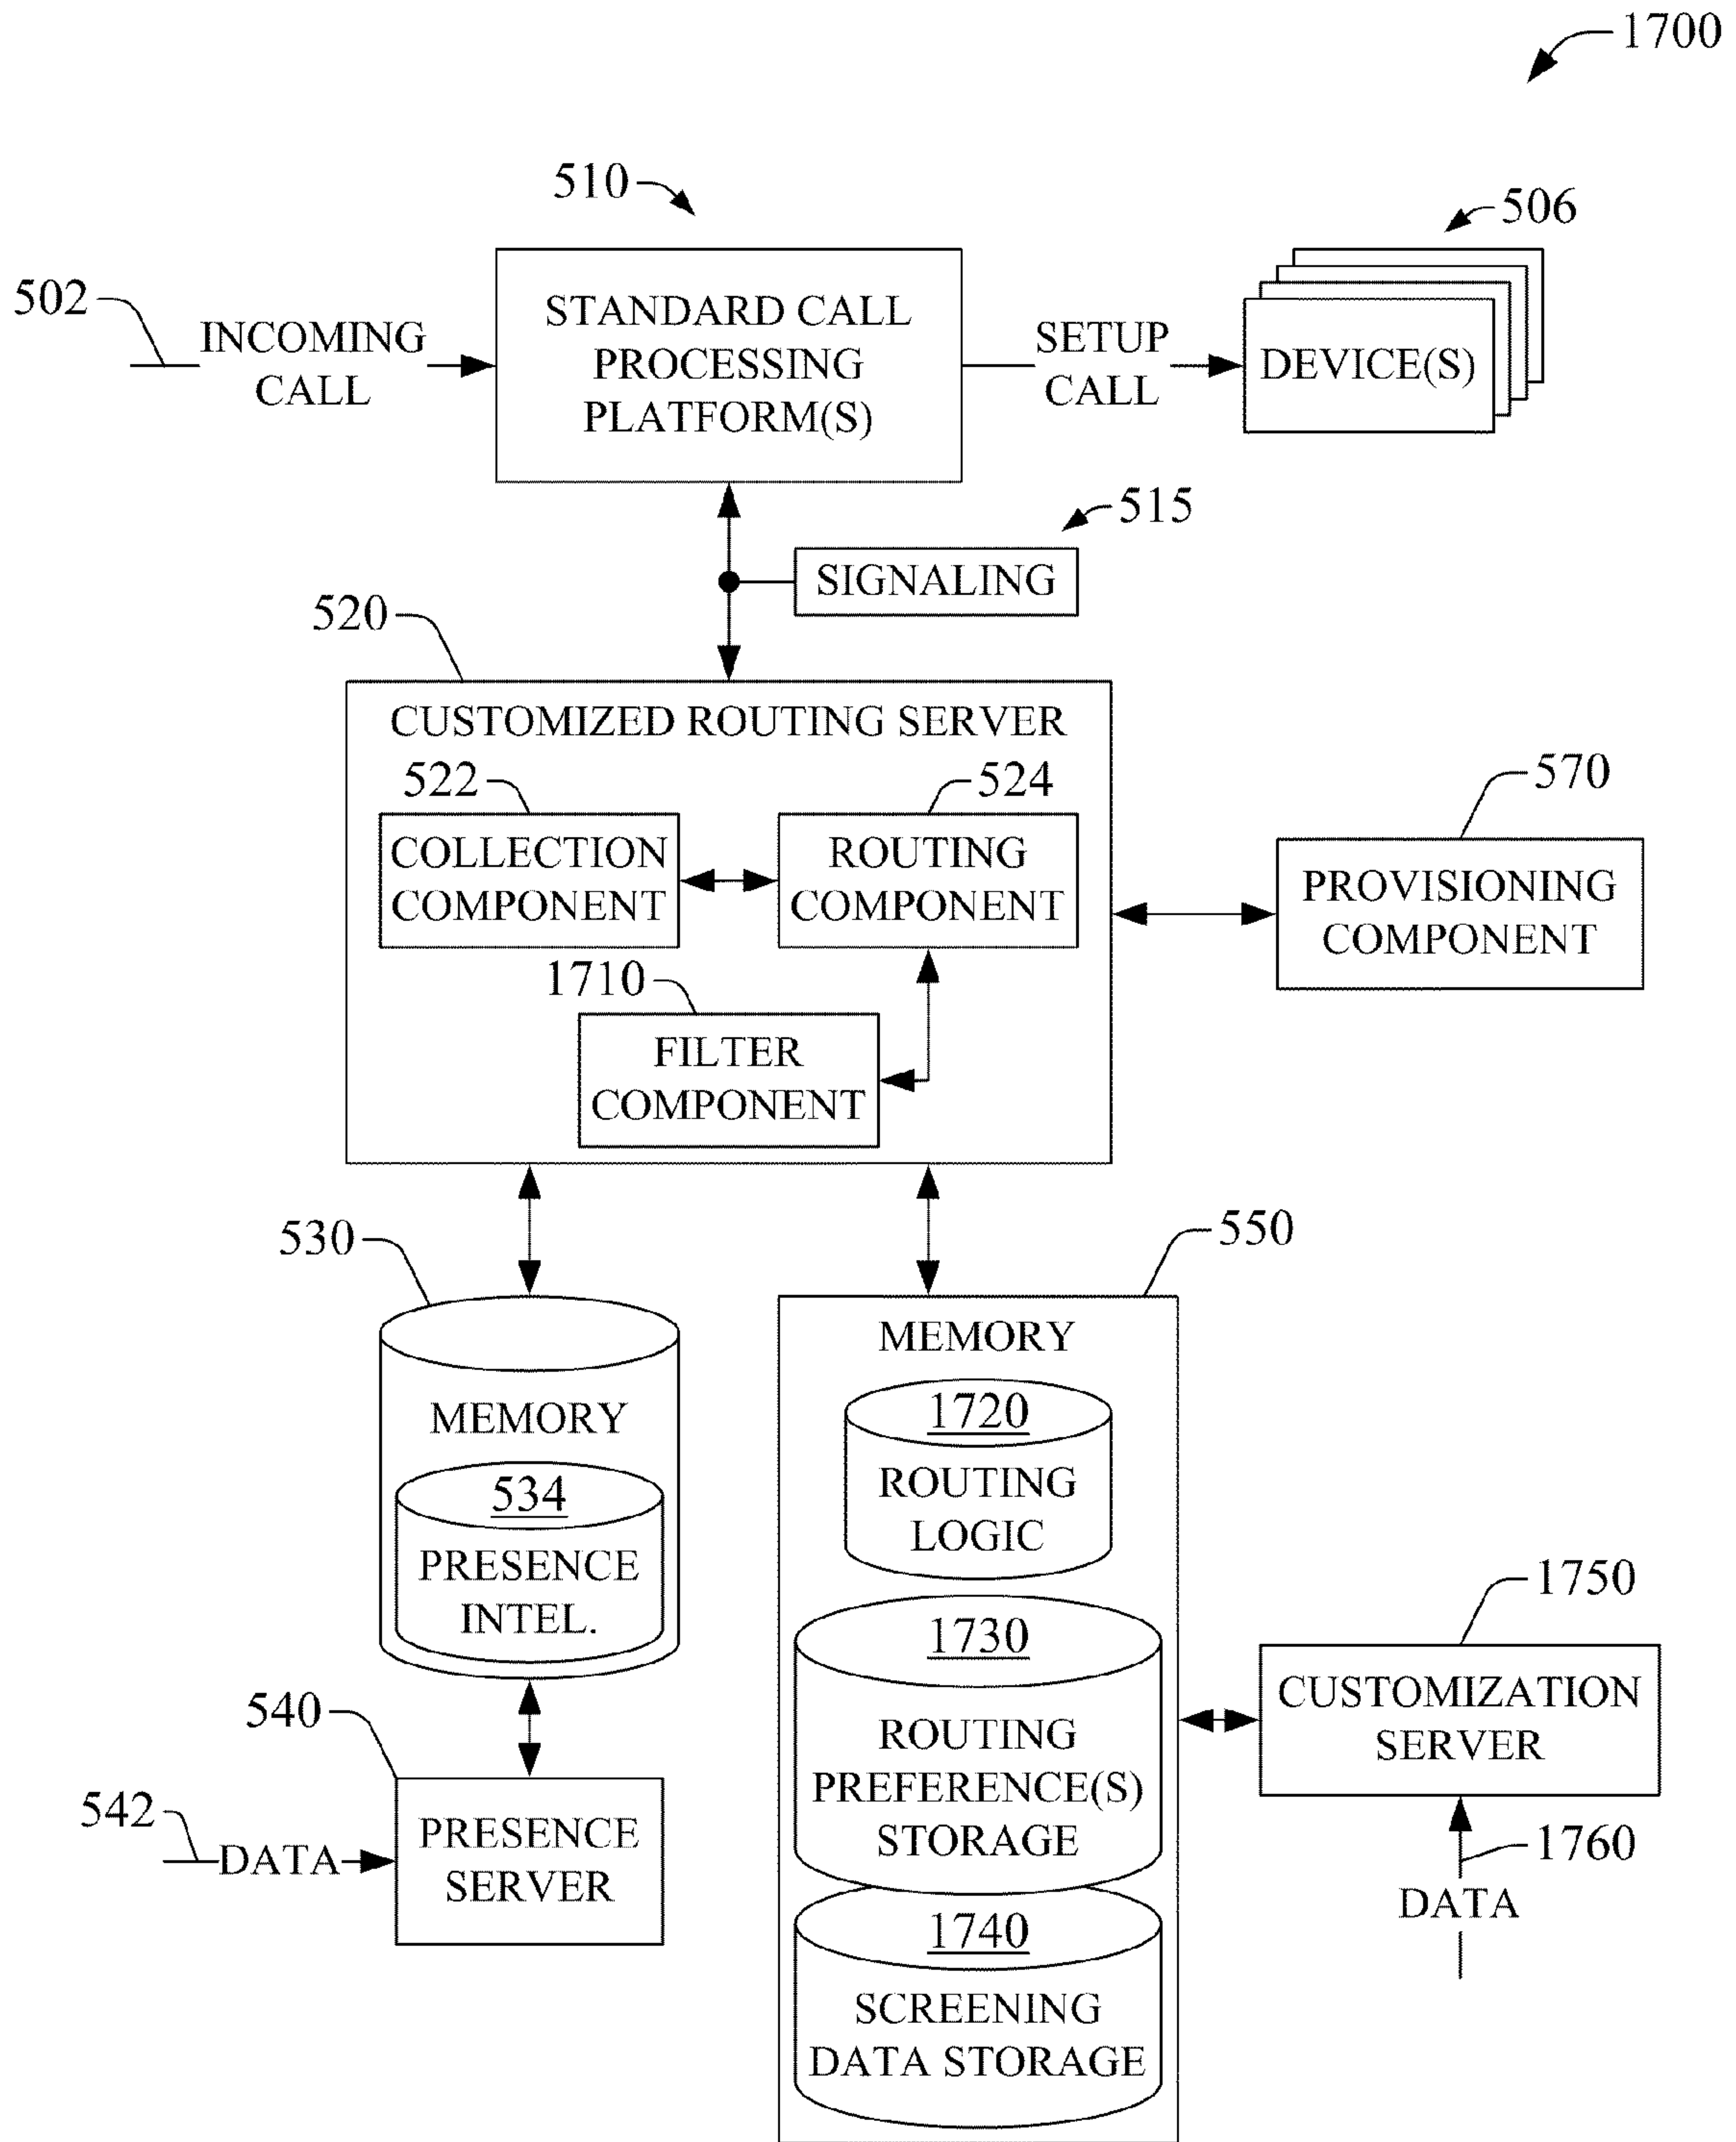 1700
510
506
502
INCOMING
CALL
STANDARD CALL
PROCESSING
PLATFORM(S)
SETUP
CALL
DEVICE(S)
515
SIGNALING
520
CUSTOMIZED ROUTING SERVER
522
524
COLLECTION
COMPONENT
ROUTING
COMPONENT
570
PROVISIONING
COMPONENT
1710
FILTER
COMPONENT
530
550
MEMORY
534
PRESENCE
INTEL.
MEMORY
1720
ROUTING
LOGIC
1730
ROUTING
PREFERENCE(S)
STORAGE
1740
SCREENING
DATA STORAGE
1750
CUSTOMIZATION
SERVER
1760
DATA
540
542
DATA
PRESENCE
SERVER